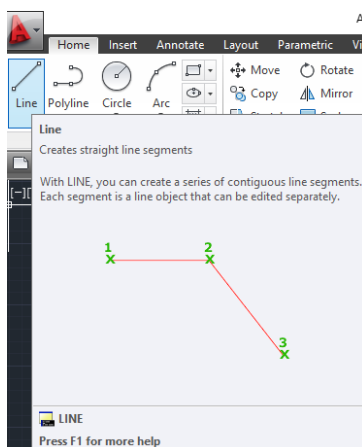 A
Home Insert Annotate Layout Parametric Vi
Line Polyline Circle Arc
Move Rotate
Copy Mirror
Line
Creates straight line segments
With LINE, you can create a series of contiguous line segments.
Each segment is a line object that can be edited separately.
1 2
3
LINE
Press F1 for more help